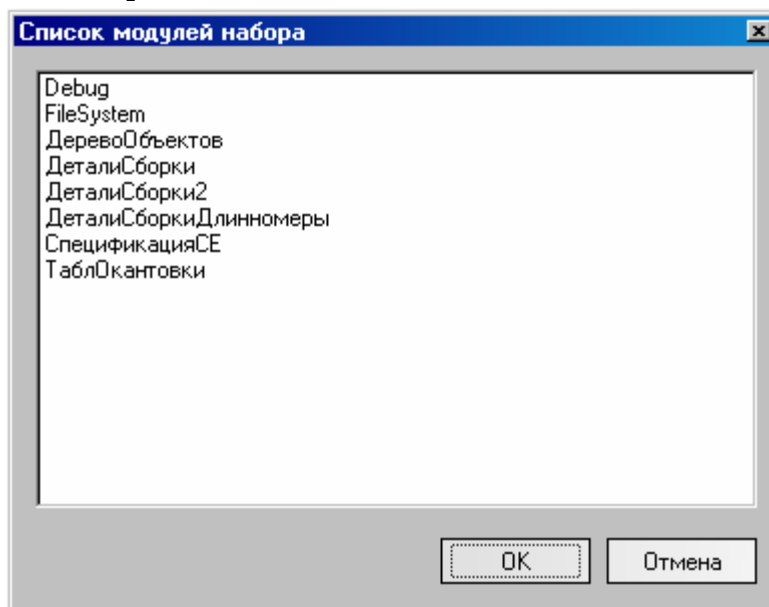 Список модулей набора
Debug
FileSystem
ДеревоОбъектов
ДеталиСборки
ДеталиСборки2
ДеталиСборкиДлинномеры
СпецификацияСЕ
ТаблОкантовки
OK
Отмена